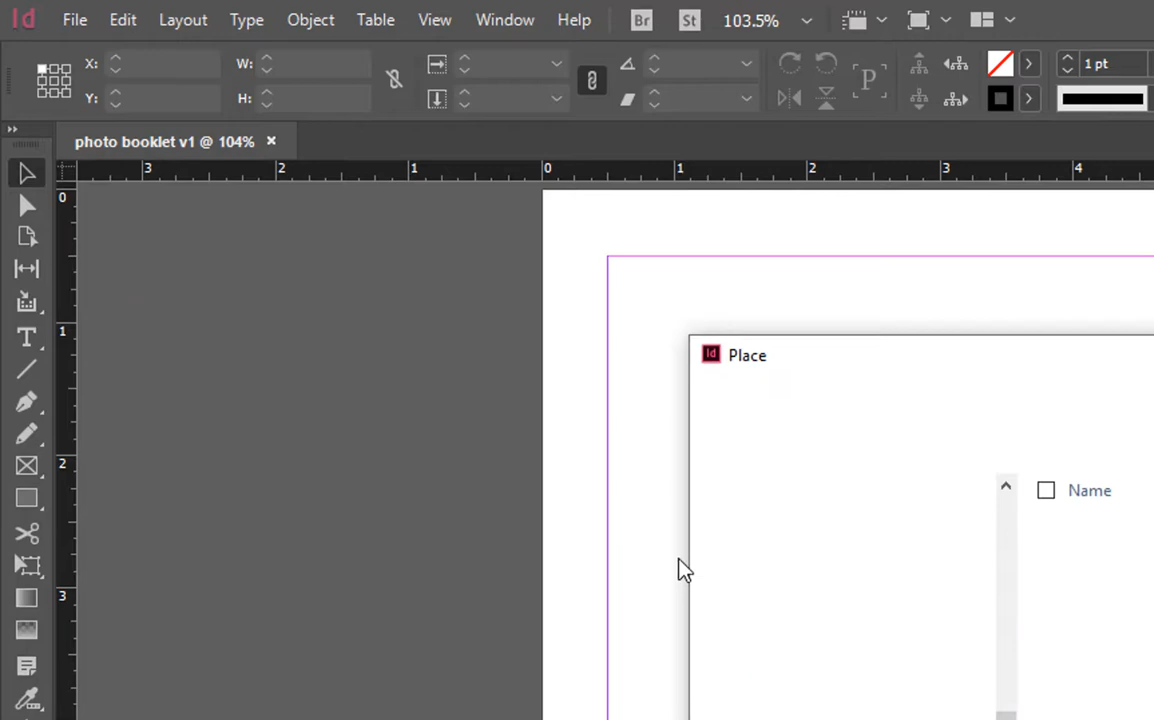 Id File Edit Layout Type Object Table View Window Help Br St 103.5%
X: W: 1 pt
Y: H: P
photo booklet v1 @ 104% ×
3 2 1 0 1 2 3 4
0
1
2
3
T
Id Place
Name